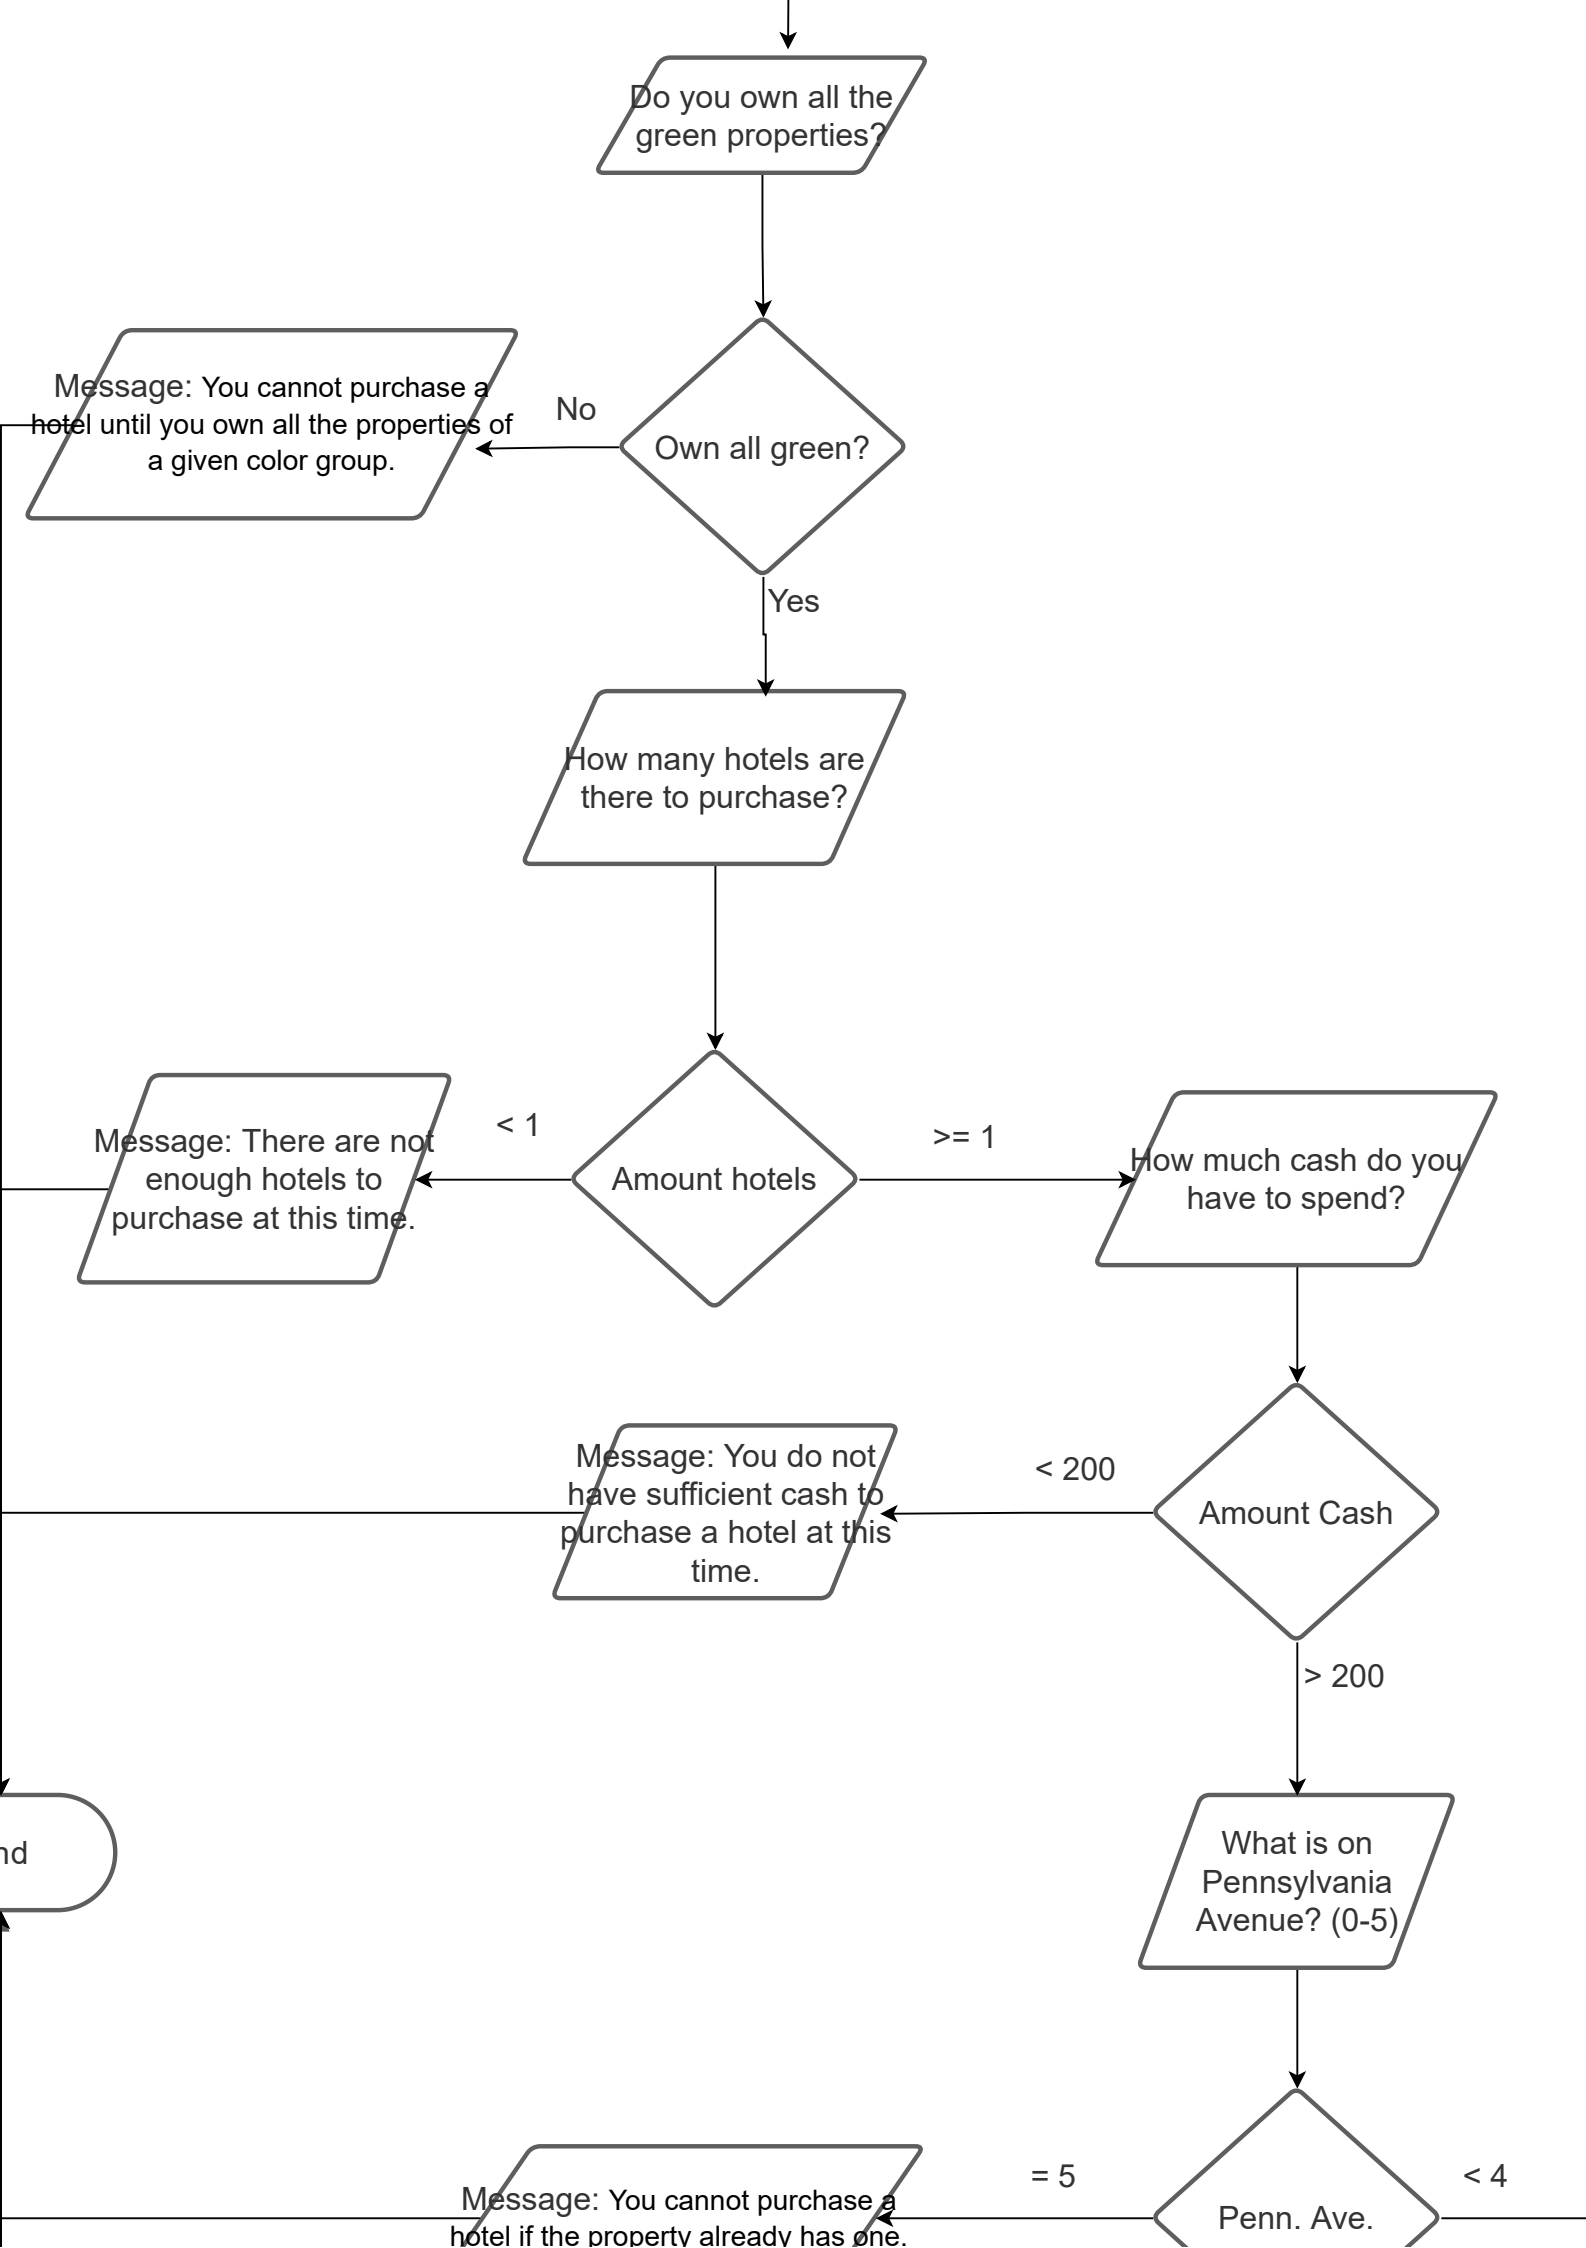 Do you own all the
green properties?
Message: You cannot purchase a
hotel until you own all the properties of
a given color group.
No
Own all green?
Yes
How many hotels are
there to purchase?
Message: There are not
enough hotels to
purchase at this time.
< 1
Amount hotels
>= 1
How much cash do you
have to spend?
Message: You do not
have sufficient cash to
purchase a hotel at this
time.
< 200
Amount Cash
> 200
What is on
Pennsylvania
Avenue? (0-5)
nd
= 5
< 4
Message: You cannot purchase a
hotel if the property already has one.
Penn. Ave.